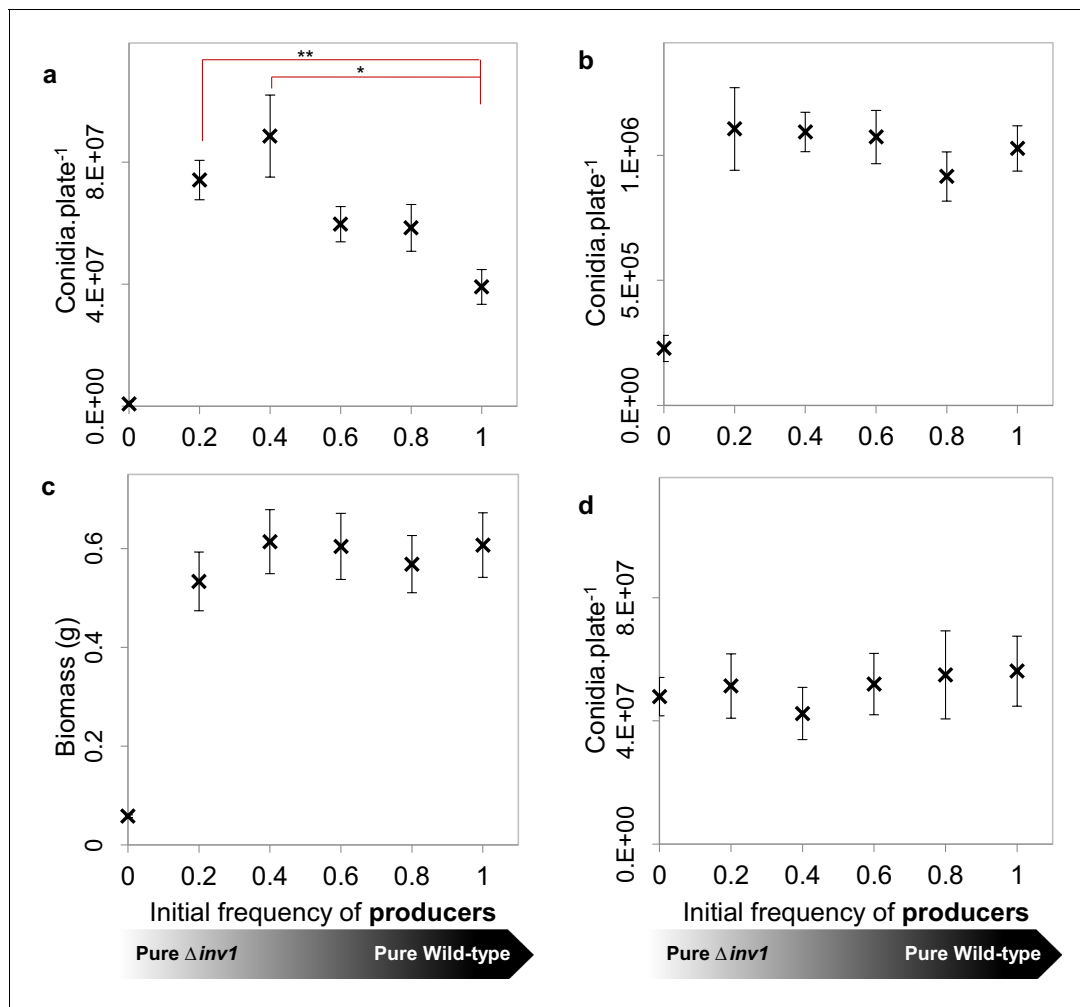 a
**
*
Conidia.plate⁻¹
8.E+07
4.E+07
0.E+00
0 0.2 0.4 0.6 0.8 1
b
Conidia.plate⁻¹
1.E+06
5.E+05
0.E+00
0 0.2 0.4 0.6 0.8 1
c
Biomass (g)
0.6
0.4
0.2
0
0 0.2 0.4 0.6 0.8 1
Initial frequency of producers
Pure Δinv1 Pure Wild-type
d
Conidia.plate⁻¹
8.E+07
4.E+07
0.E+00
0 0.2 0.4 0.6 0.8 1
Initial frequency of producers
Pure Δinv1 Pure Wild-type